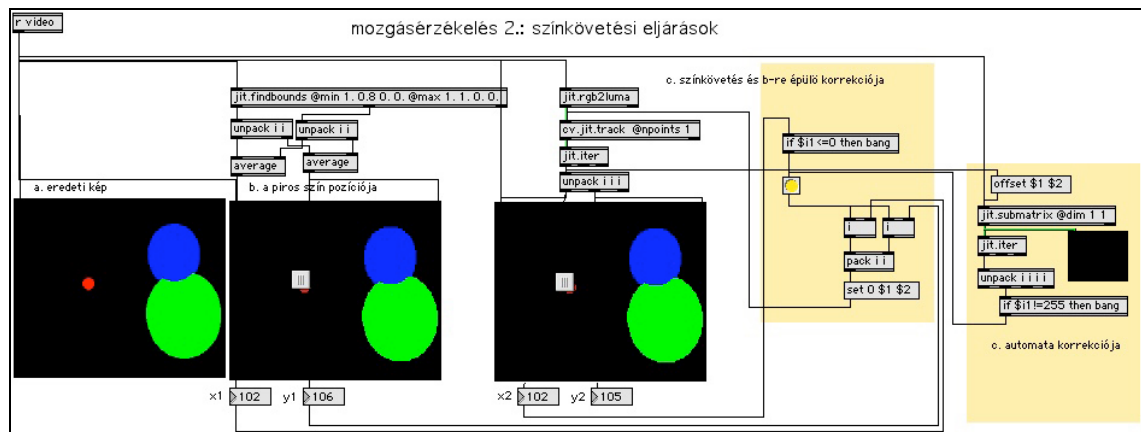 r video
mozgásérzékelés 2.: színkövetési eljárások
c. színkövetés és b-re épülő korrekciója
jit.findbounds @min 1. 0.8 0. 0. @max 1. 1. 0. 0.
jit.rgb2luma
unpack i i
unpack i i
cv.jit.track @npoints 1
if $i1 <=0 then bang
average
average
jit.iter
unpack i i i
offset $1 $2
a. eredeti kép
b. a piros szín pozíciója
jit.submatrix @dim 1 1
i
i
jit.iter
pack i i
unpack i i i i
set 0 $1 $2
if $i1 !=255 then bang
c. automata korrekciója
x1
102
y1
106
x2
102
y2
105